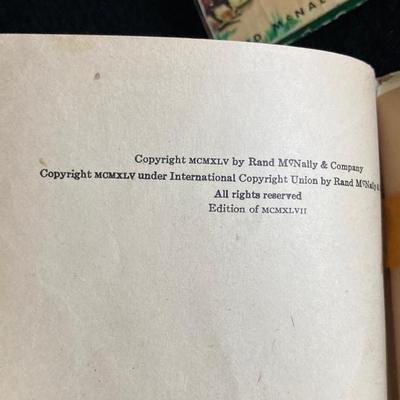 D MCNAL
Copyright MCMXLV by Rand McNally & Company
Copyright MCMXLV under International Copyright Union by Rand McNally &
All rights reserved
Edition of MCMXLVII